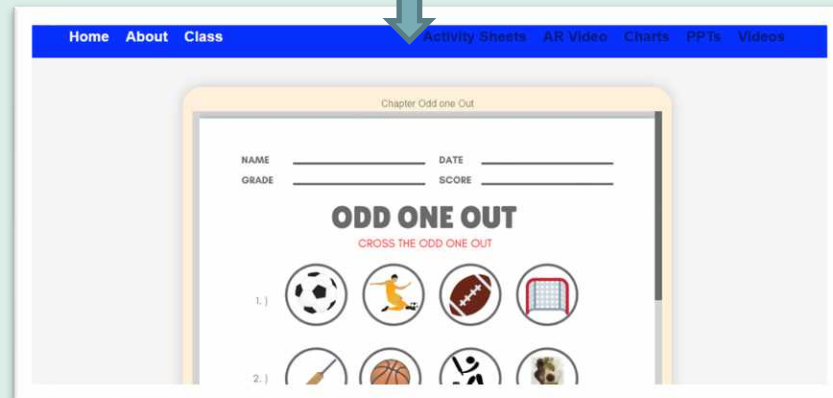 Home About Class Activity Sheets AR Video Charts PPTs Videos
Chapter Odd one Out
NAME DATE
GRADE SCORE
ODD ONE OUT
CROSS THE ODD ONE OUT
1. )
2. )